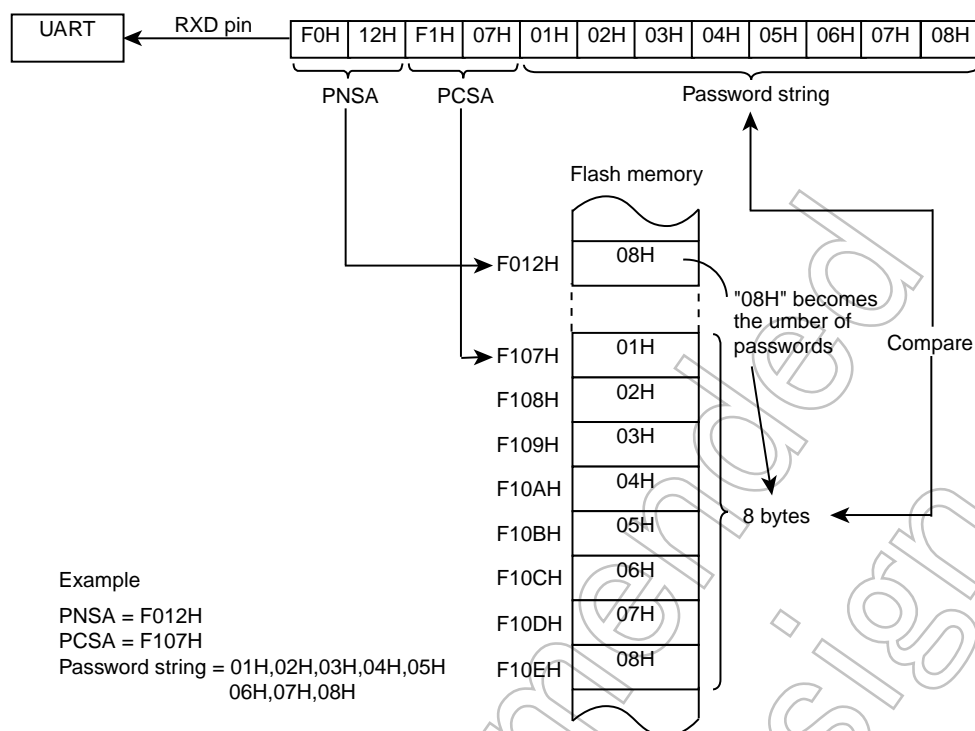 UART
RXD pin
F0H 12H F1H 07H 01H 02H 03H 04H 05H 06H 07H 08H
PNSA PCSA Password string
Flash memory
F012H 08H
"08H" becomes
the umber of
passwords
Compare
F107H 01H
F108H 02H
F109H 03H
F10AH 04H
8 bytes
F10BH 05H
F10CH 06H
F10DH 07H
F10EH 08H
Example
PNSA = F012H
PCSA = F107H
Password string = 01H,02H,03H,04H,05H
06H,07H,08H